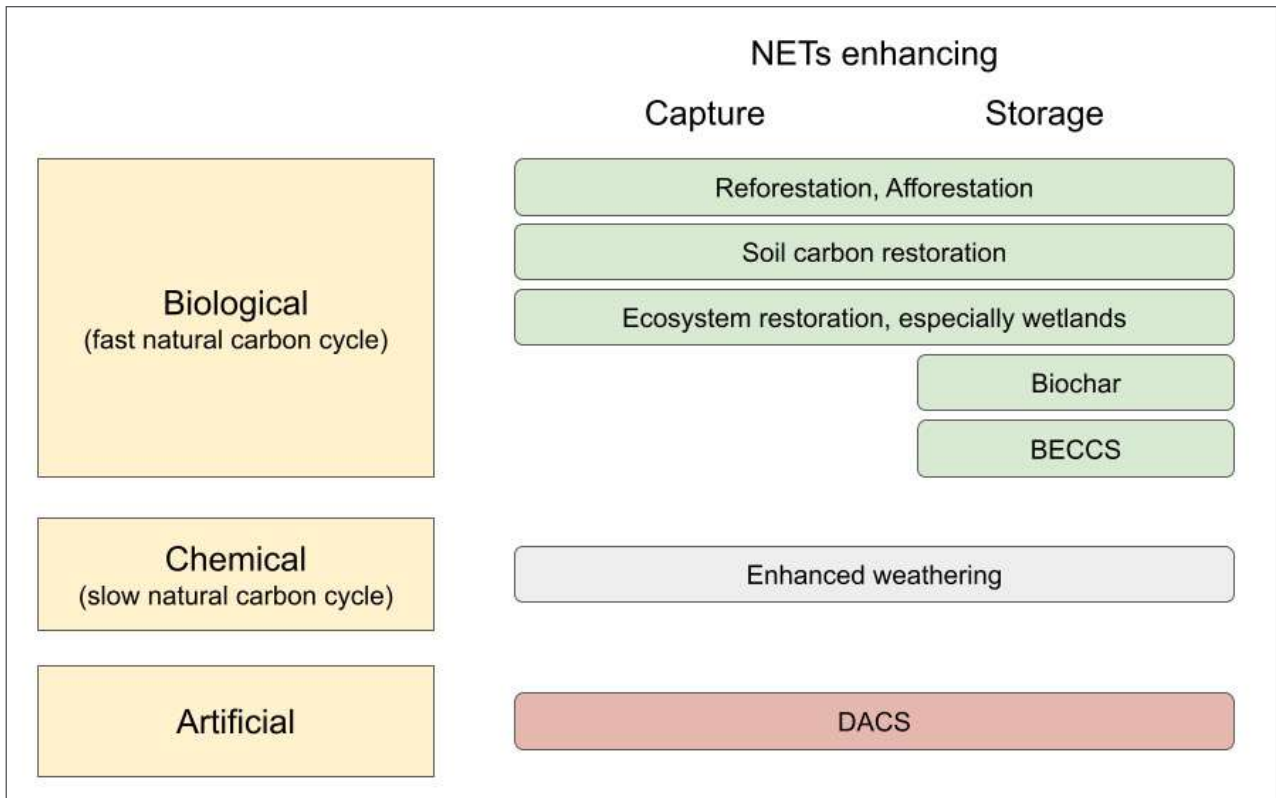 NETs enhancing
Capture Storage
Biological
(fast natural carbon cycle)
Reforestation, Afforestation
Soil carbon restoration
Ecosystem restoration, especially wetlands
Biochar
BECCS
Chemical
(slow natural carbon cycle)
Enhanced weathering
Artificial
DACS